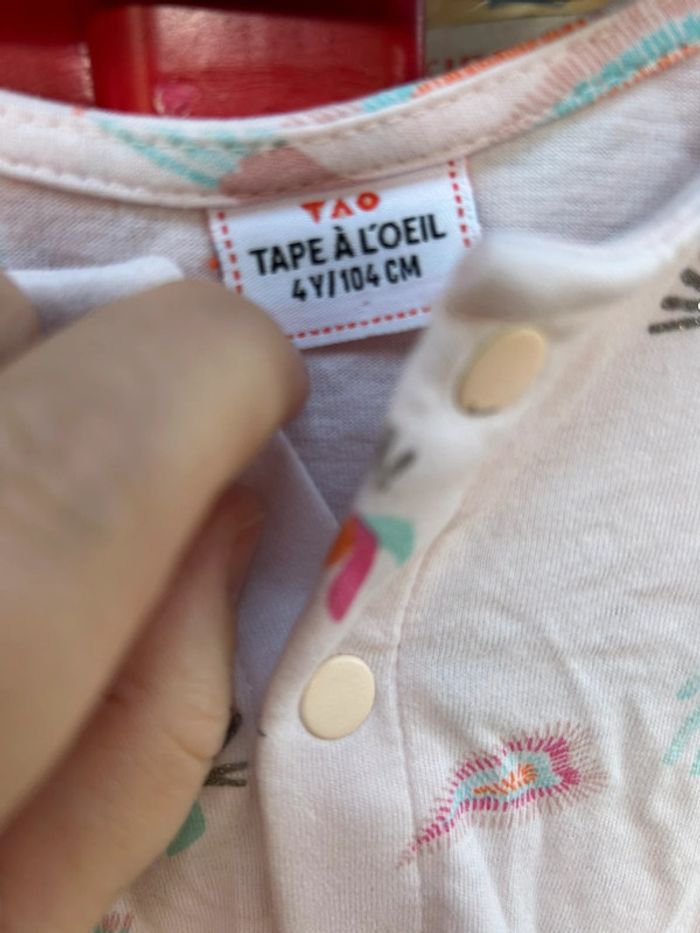 TAO
TAPE À L'OEIL
4Y/104 CM